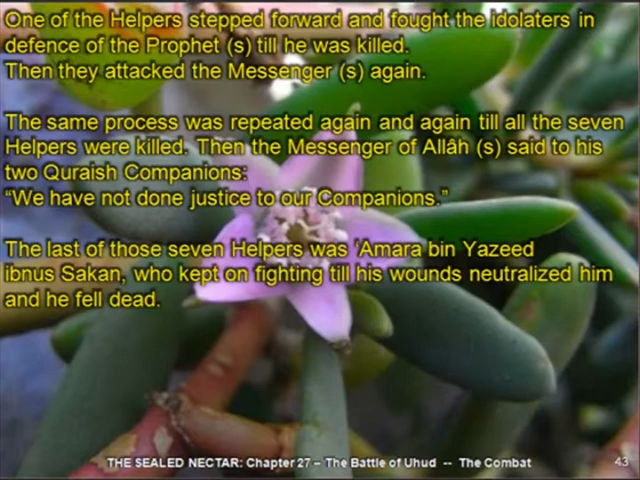 One of the Helpers stepped forward and fought the idolaters in
defence of the Prophet (s) till he was killed.
Then they attacked the Messenger (s) again.
The same process was repeated again and again till all the seven
Helpers were killed. Then the Messenger of Allâh (s) said to his
two Quraish Companions:
“We have not done justice to our Companions.”
The last of those seven Helpers was ‘Amara bin Yazeed
ibnus Sakan, who kept on fighting till his wounds neutralized him
and he fell dead.
THE SEALED NECTAR: Chapter 27 – The Battle of Uhud -- The Combat
43